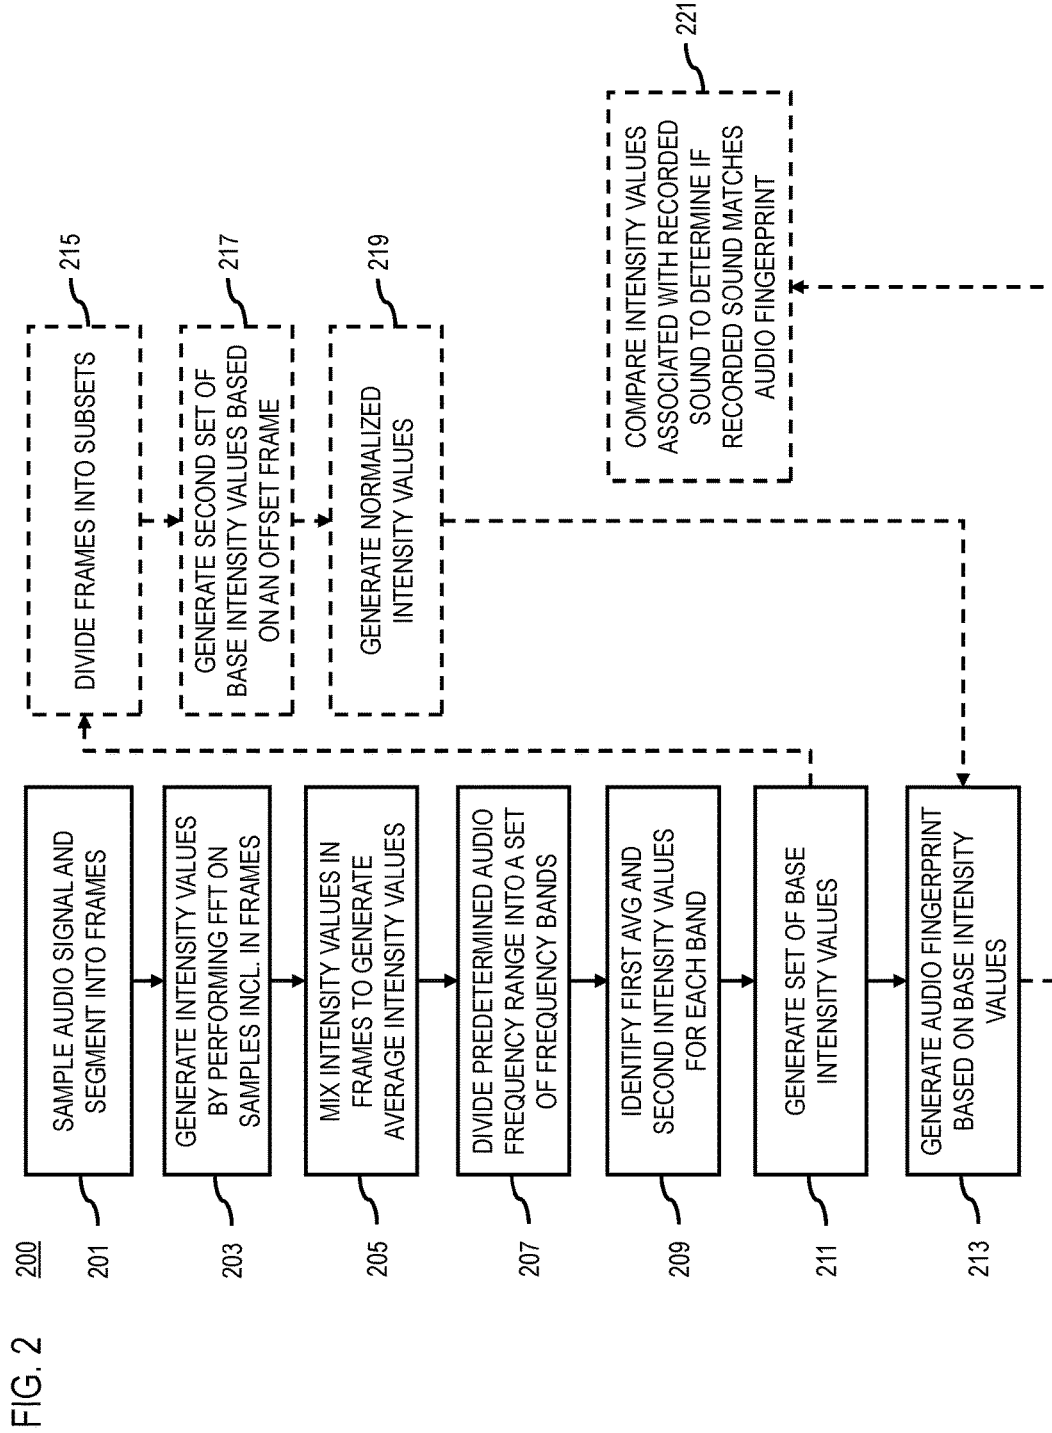 FIG. 2
200
201
SAMPLE AUDIO SIGNAL AND
SEGMENT INTO FRAMES
203
GENERATE INTENSITY VALUES
BY PERFORMING FFT ON
SAMPLES INCL. IN FRAMES
205
MIX INTENSITY VALUES IN
FRAMES TO GENERATE
AVERAGE INTENSITY VALUES
207
DIVIDE PREDETERMINED AUDIO
FREQUENCY RANGE INTO A SET
OF FREQUENCY BANDS
209
IDENTIFY FIRST AVG AND
SECOND INTENSITY VALUES
FOR EACH BAND
211
GENERATE SET OF BASE
INTENSITY VALUES
213
GENERATE AUDIO FINGERPRINT
BASED ON BASE INTENSITY
VALUES
215
DIVIDE FRAMES INTO SUBSETS
217
GENERATE SECOND SET OF
BASE INTENSITY VALUES BASED
ON AN OFFSET FRAME
219
GENERATE NORMALIZED
INTENSITY VALUES
221
COMPARE INTENSITY VALUES
ASSOCIATED WITH RECORDED
SOUND TO DETERMINE IF
RECORDED SOUND MATCHES
AUDIO FINGERPRINT